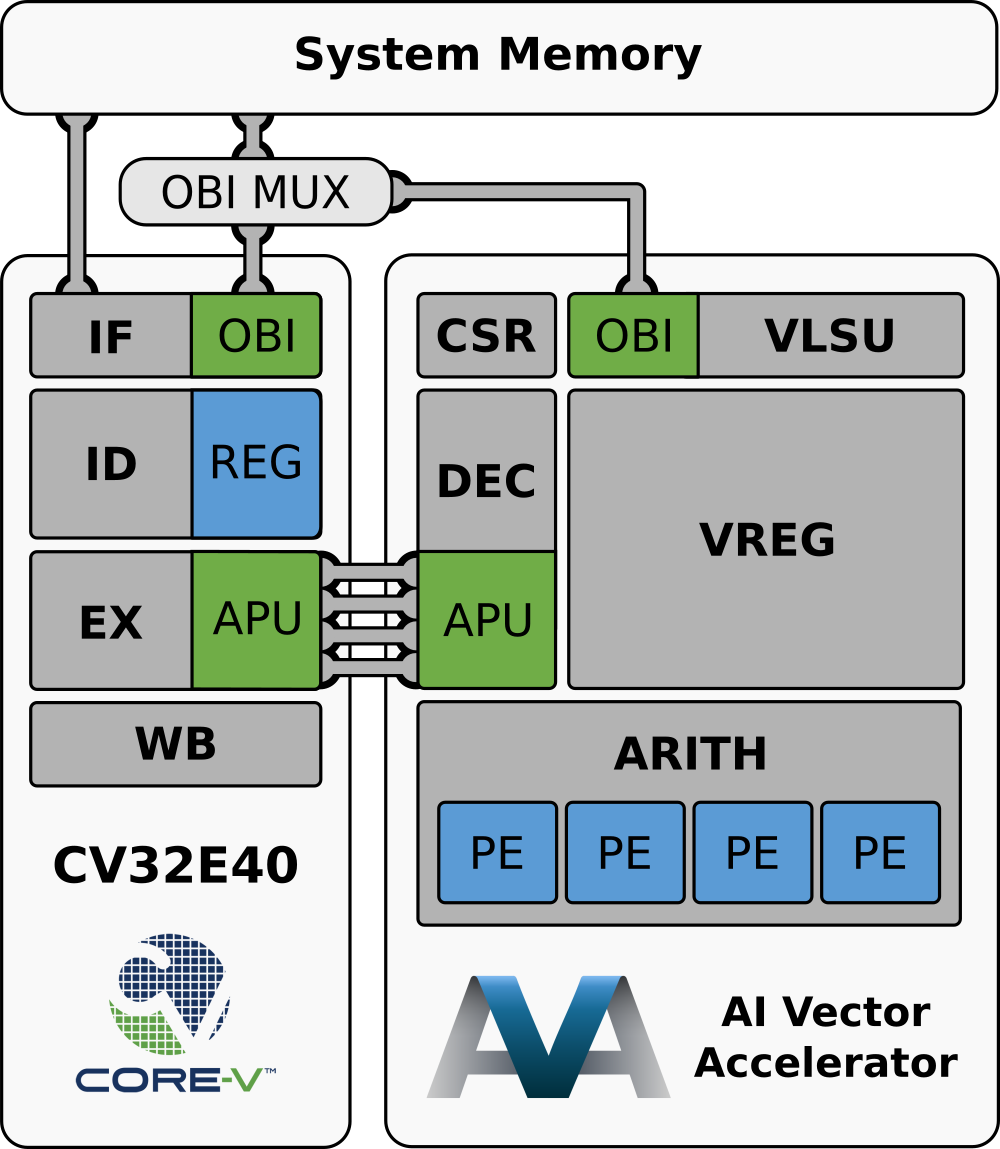 System Memory
OBI MUX
IF
OBI
ID
REG
EX
APU
WB
CV32E40
CORE-V™
CSR
OBI
VLSU
DEC
APU
VREG
ARITH
PE
PE
PE
PE
AVA
AI Vector
Accelerator